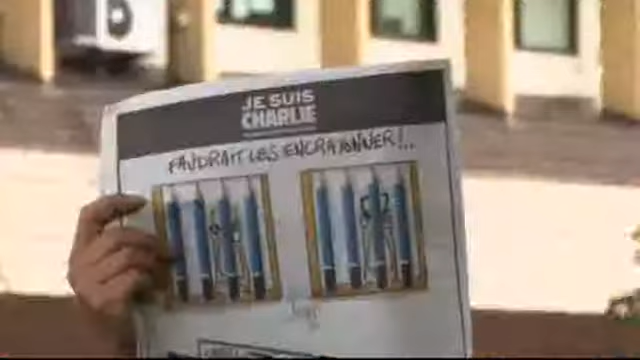 JE SUIS
CHARLIE
FAUDRAIT LES ENCRAYONNER!..